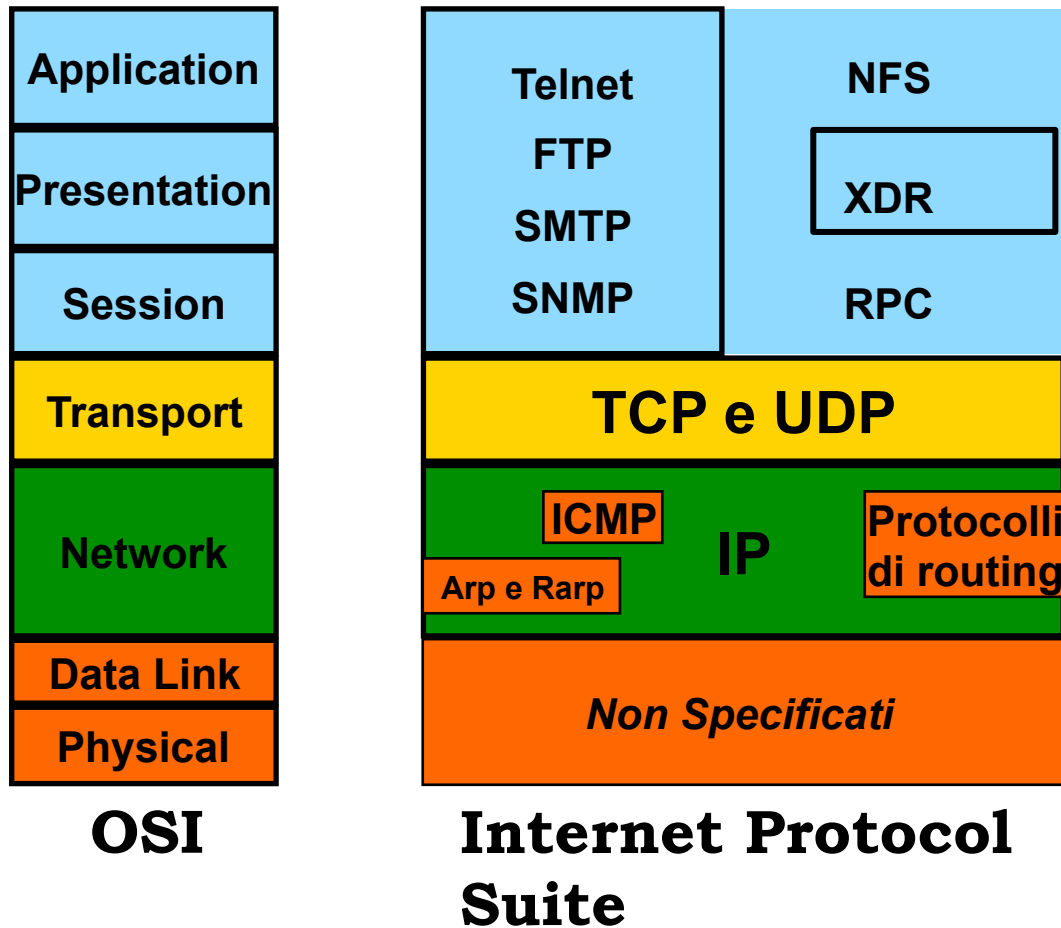 Application
Presentation
Session
Transport
Network
Data Link
Physical
OSI
Telnet
FTP
SMTP
SNMP
NFS
XDR
RPC
TCP e UDP
ICMP
IP
Arp e Rarp
Protocolli
di routing
Non Specificati
Internet Protocol
Suite